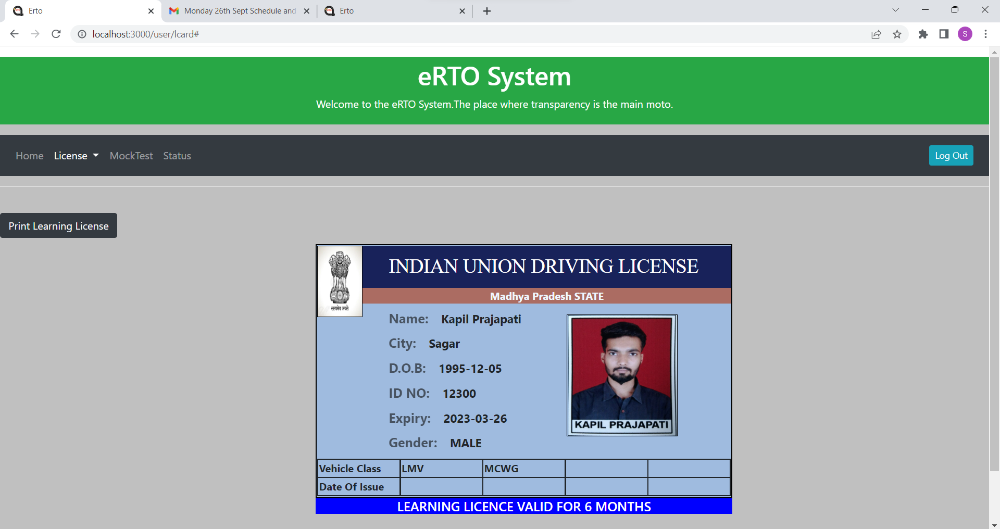 Erto
Monday 26th Sept Schedule and
Erto
localhost:3000/user/lcard#
S
eRTO System
Welcome to the eRTO System.The place where transparency is the main moto.
Home License MockTest Status
Log Out
Print Learning License
INDIAN UNION DRIVING LICENSE
सत्यमेव जयते
Madhya Pradesh STATE
Name: Kapil Prajapati
City: Sagar
D.O.B: 1995-12-05
ID NO: 12300
Expiry: 2023-03-26
Gender: MALE
KAPIL PRAJAPATI
Vehicle Class LMV MCWG
Date Of Issue
LEARNING LICENCE VALID FOR 6 MONTHS